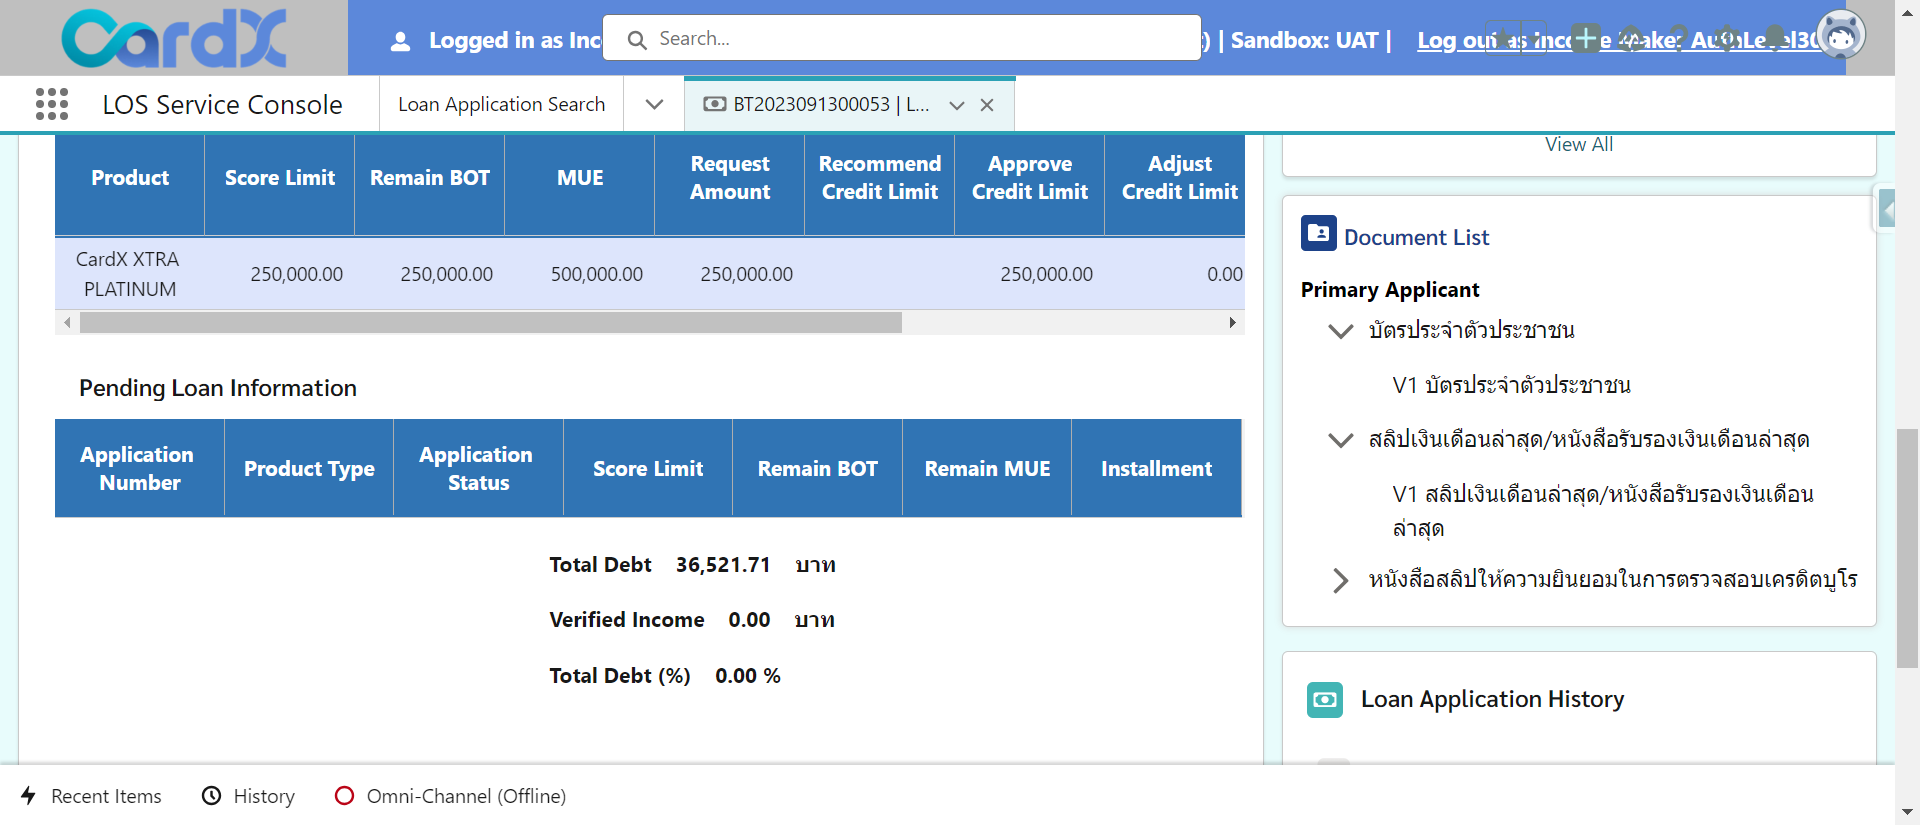 CardX
Logged in as Inc
Search...
) | Sandbox: UAT |
LOS Service Console
Loan Application Search
BT2023091300053 | L...
Product
Score Limit
Remain BOT
MUE
Request
Amount
Recommend
Credit Limit
Approve
Credit Limit
Adjust
Credit Limit
CardX XTRA
PLATINUM
250,000.00
250,000.00
500,000.00
250,000.00
250,000.00
0.00
Pending Loan Information
Application
Number
Product Type
Application
Status
Score Limit
Remain BOT
Remain MUE
Installment
Total Debt 36,521.71 บาท
Verified Income 0.00 บาท
Total Debt (%) 0.00 %
View All
Document List
Primary Applicant
บัตรประจำตัวประชาชน
V1 บัตรประจำตัวประชาชน
สลิปเงินเดือนล่าสุด/หนังสือรับรองเงินเดือนล่าสุด
V1 สลิปเงินเดือนล่าสุด/หนังสือรับรองเงินเดือน
ล่าสุด
หนังสือสลิปให้ความยินยอมในการตรวจสอบเครดิตบูโร
Loan Application History
Recent Items
History
Omni-Channel (Offline)